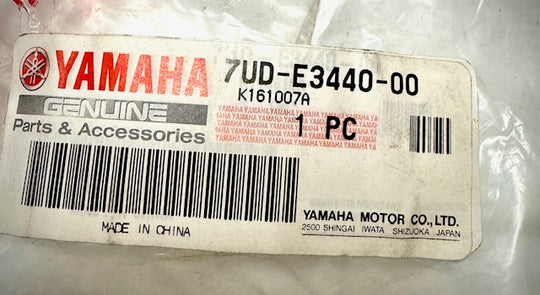 YAMAHA 7UD-E3440-00
K161007A
GENUINE
Parts & Accessories
1 PC
MADE IN CHINA
YAMAHA MOTOR CO.,LTD.
2500 SHINGAI IWATA SHIZUOKA JAPAN